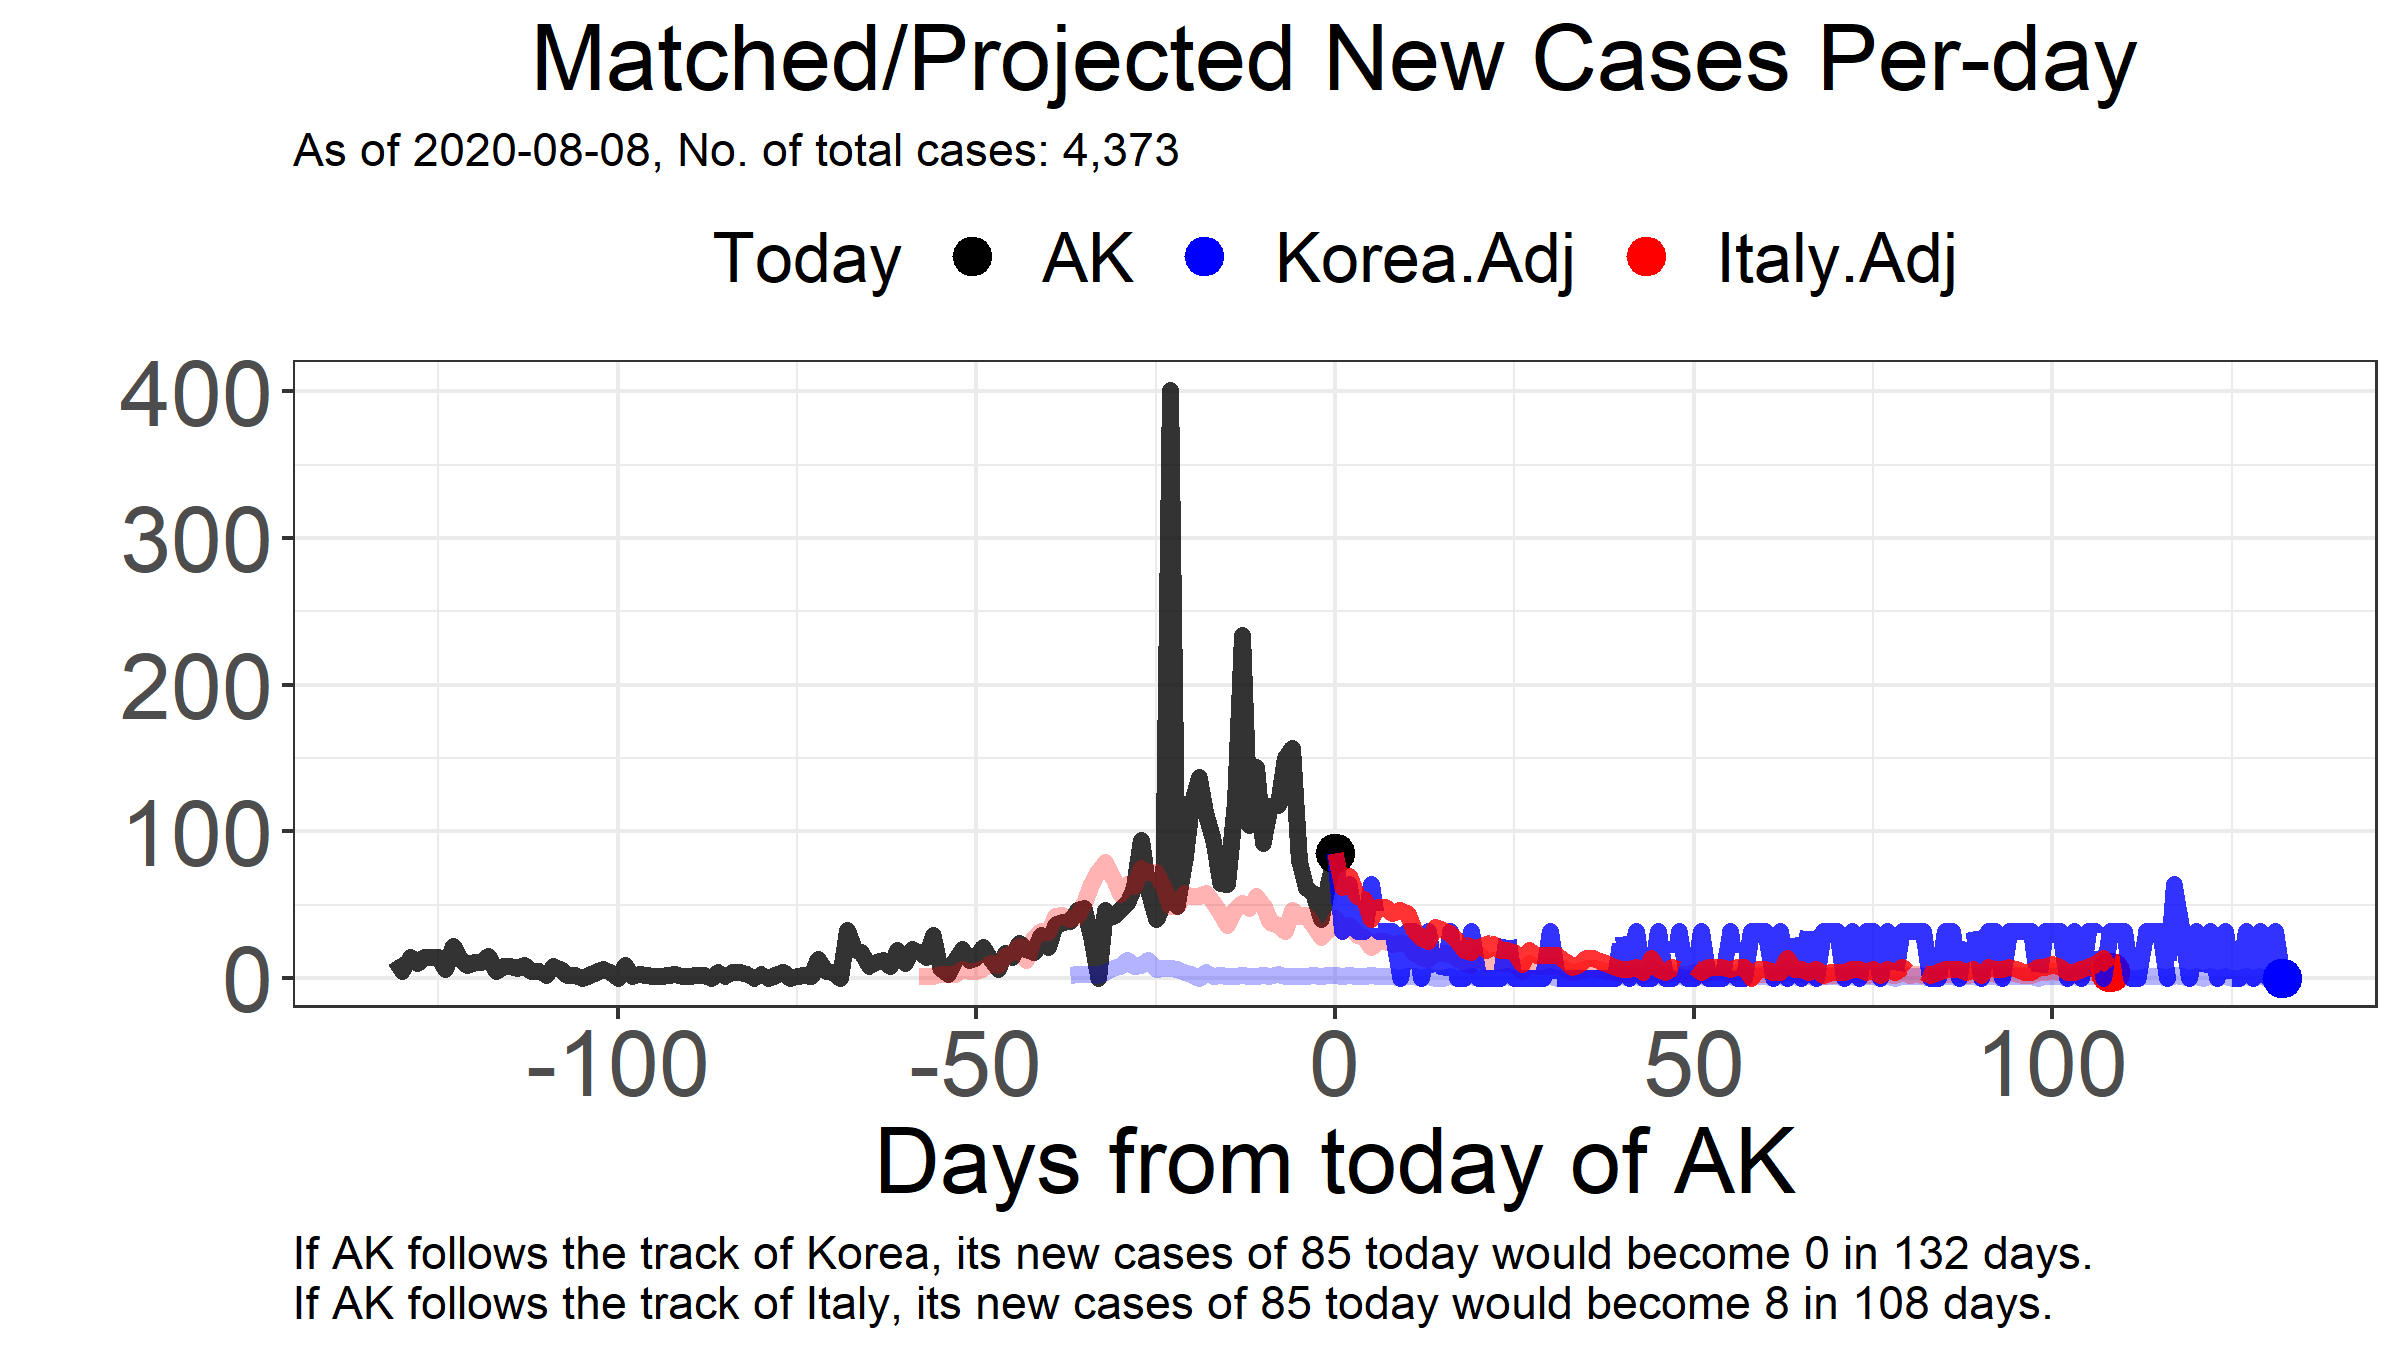 Matched/Projected New Cases Per-day
As of 2020-08-08, No. of total cases: 4,373
Today AK Korea.Adj Italy.Adj
400
300
200
100
0
-100 -50 0 50 100
Days from today of AK
If AK follows the track of Korea, its new cases of 85 today would become 0 in 132 days.
If AK follows the track of Italy, its new cases of 85 today would become 8 in 108 days.